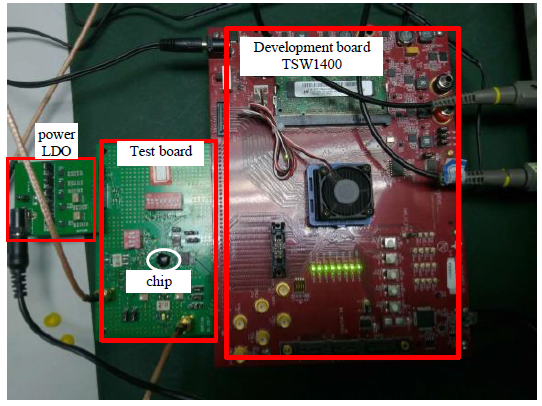 Development board
TSW1400
power
LDO
Test board
chip